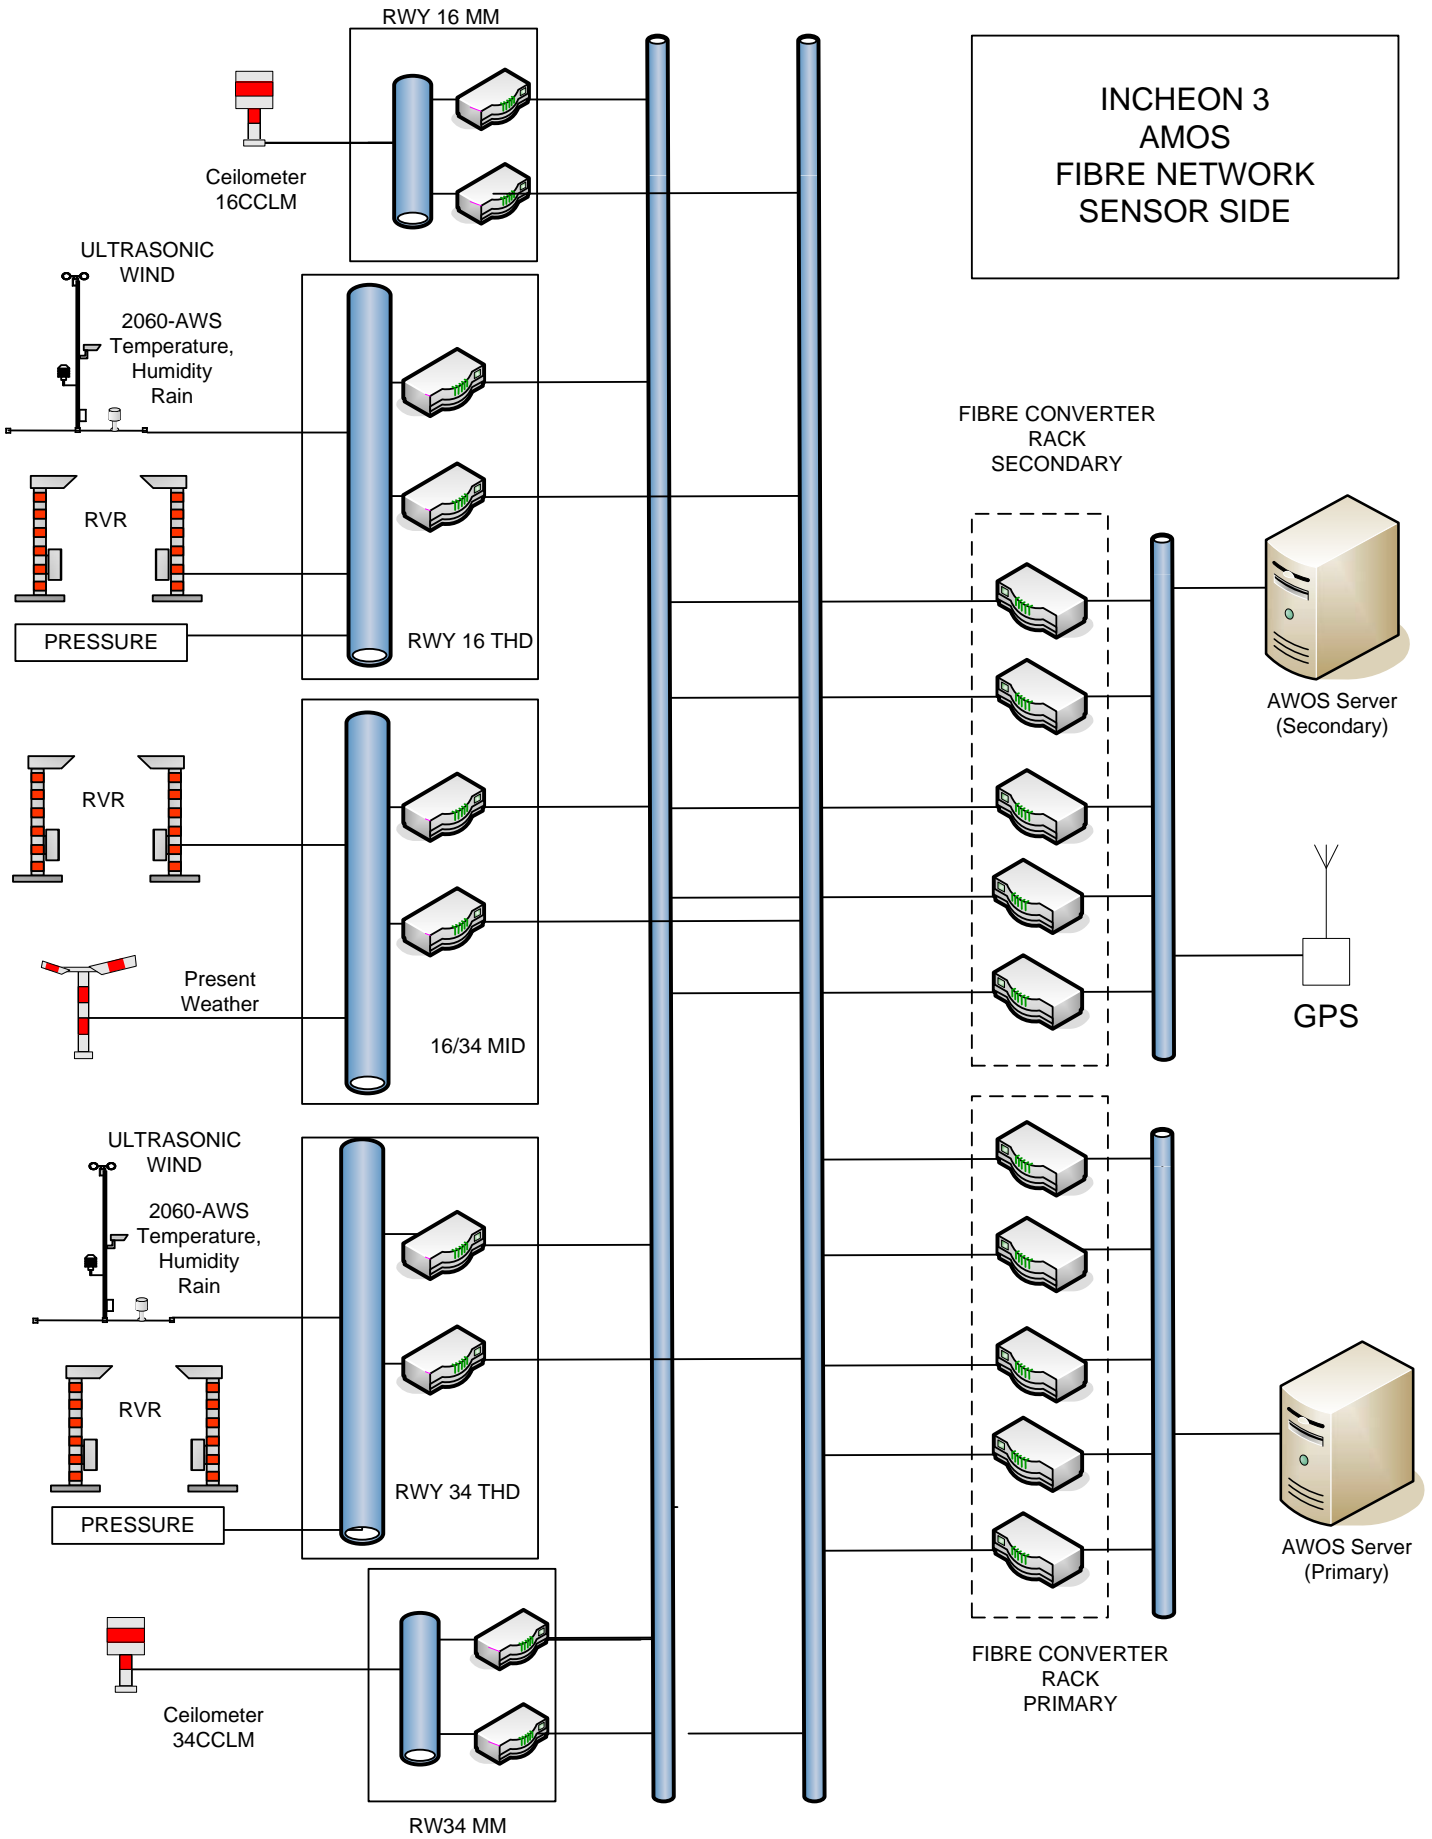 RWY 16 MM
INCHEON 3
AMOS
FIBRE NETWORK
SENSOR SIDE
Ceilometer
16CCLM
ULTRASONIC
WIND
2060-AWS
Temperature,
Humidity
Rain
RVR
PRESSURE
RWY 16 THD
FIBRE CONVERTER
RACK
SECONDARY
AWOS Server
(Secondary)
RVR
Present
Weather
16/34 MID
GPS
ULTRASONIC
WIND
2060-AWS
Temperature,
Humidity
Rain
RVR
RWY 34 THD
PRESSURE
AWOS Server
(Primary)
FIBRE CONVERTER
RACK
PRIMARY
Ceilometer
34CCLM
RW34 MM